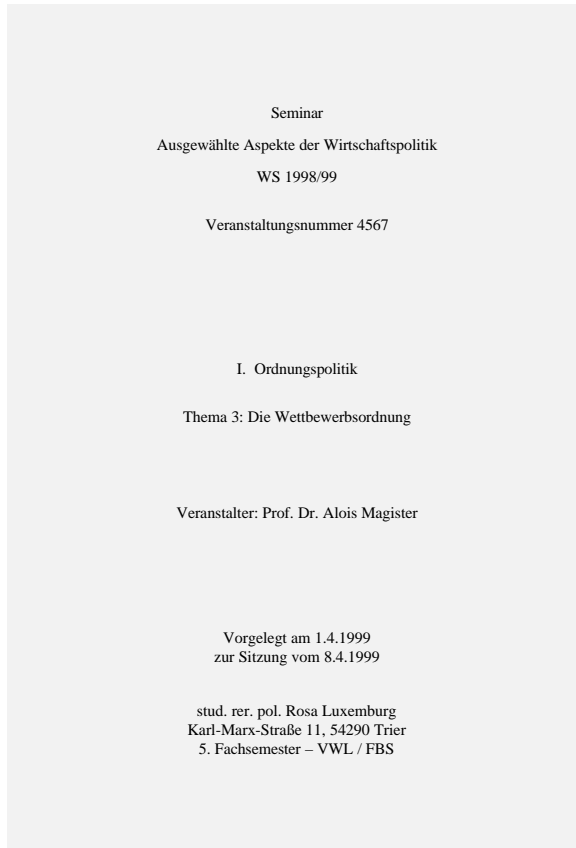 Seminar
Ausgewählte Aspekte der Wirtschaftspolitik
WS 1998/99
Veranstaltungsnummer 4567
I. Ordnungspolitik
Thema 3: Die Wettbewerbsordnung
Veranstalter: Prof. Dr. Alois Magister
Vorgelegt am 1.4.1999
zur Sitzung vom 8.4.1999
stud. rer. pol. Rosa Luxemburg
Karl-Marx-Straße 11, 54290 Trier
5. Fachsemester – VWL / FBS